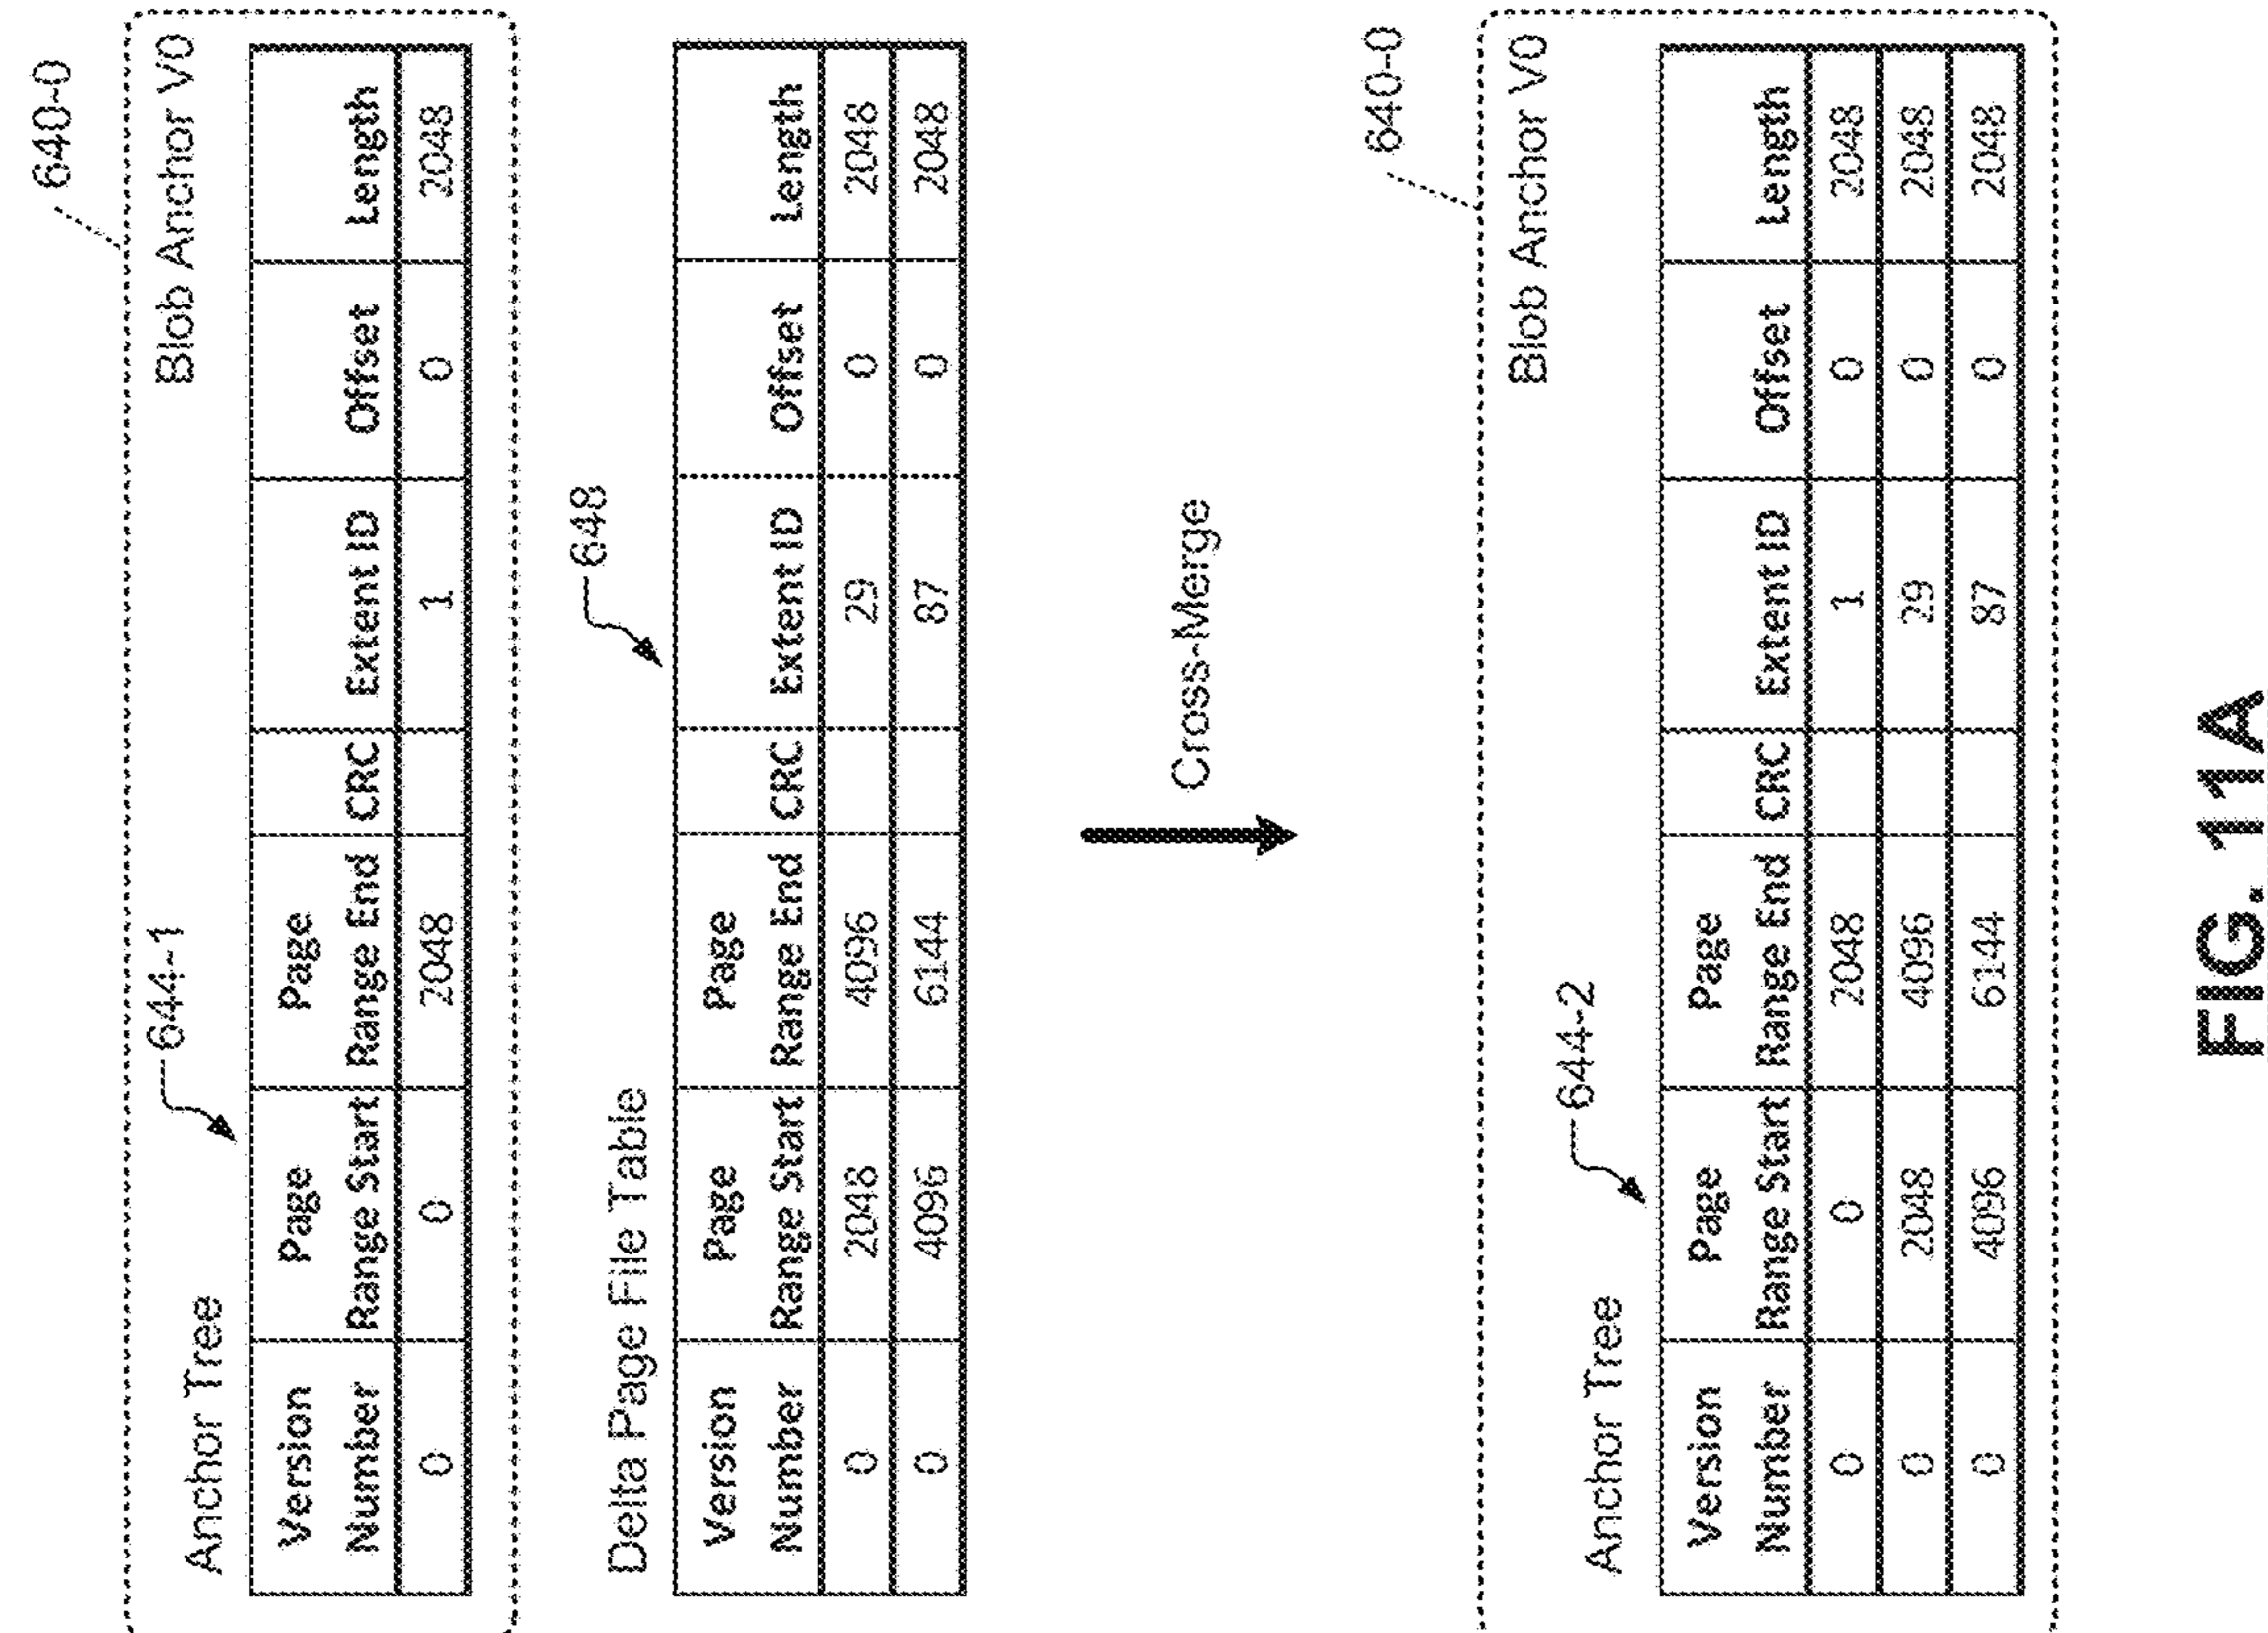 640-0
Blob Anchor V0
Anchor Tree
644-1
Version Number | Page Range Start | Page Range End | CRC | Extent ID | Offset | Length
0 | 0 | 2048 | | 1 | 0 | 2048
Delta Page File Table
648
Version Number | Page Range Start | Page Range End | CRC | Extent ID | Offset | Length
0 | 2048 | 4096 | | 29 | 0 | 2048
0 | 4096 | 6144 | | 87 | 0 | 2048
Cross-Merge
640-0
Blob Anchor V0
Anchor Tree
644-2
Version Number | Page Range Start | Page Range End | CRC | Extent ID | Offset | Length
0 | 0 | 2048 | | 1 | 0 | 2048
0 | 2048 | 4096 | | 29 | 0 | 2048
0 | 4096 | 6144 | | 87 | 0 | 2048
FIG. 11A